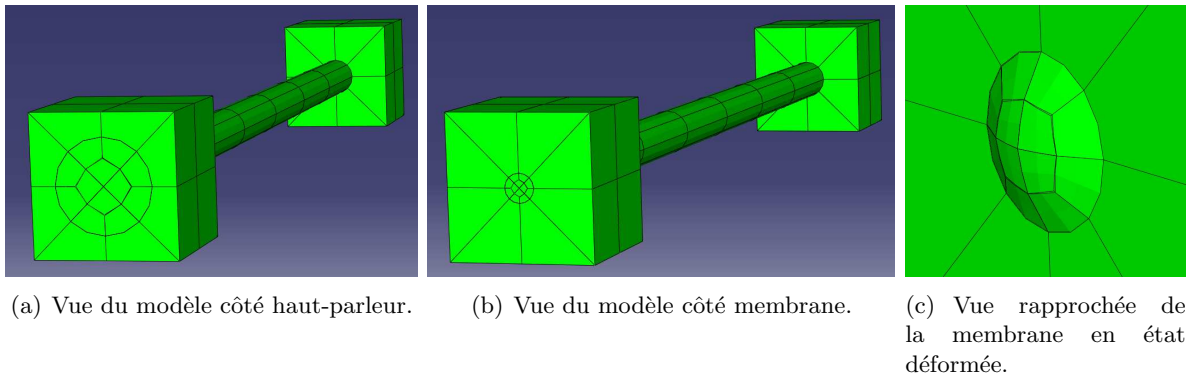 (a) Vue du modèle côté haut-parleur.
(b) Vue du modèle côté membrane.
(c) Vue rapprochée de
la membrane en état
déformée.